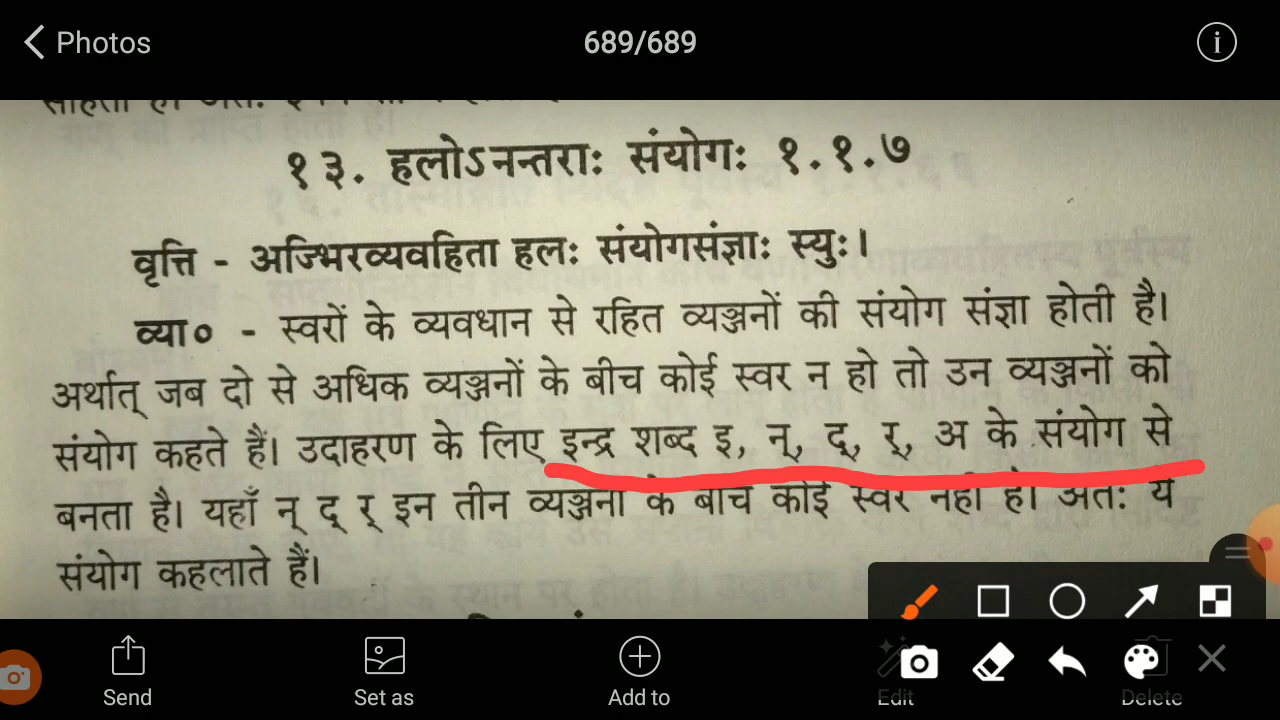 Photos
689/689
१३. हलोऽनन्तराः संयोगः १.१.७
वृत्ति - अज्भिरव्यवहिता हलः संयोगसंज्ञाः स्युः।
व्या० - स्वरों के व्यवधान से रहित व्यञ्जनों की संयोग संज्ञा होती है।
अर्थात् जब दो से अधिक व्यञ्जनों के बीच कोई स्वर न हो तो उन व्यञ्जनों को
संयोग कहते हैं। उदाहरण के लिए इन्द्र शब्द इ, न्, द्, र्, अ के संयोग से
बनता है। यहाँ न् द् र् इन तीन व्यञ्जनों के बीच कोई स्वर नहीं है। अतः ये
संयोग कहलाते हैं।
Send
Set as
Add to
Edit
Delete